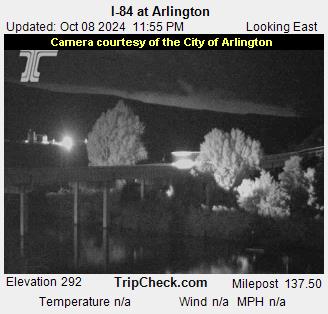 I-84 at Arlington
Updated: Oct 08 2024 11:55 PM Looking East
Camera courtesy of the City of Arlington
Elevation 292 TripCheck.com Milepost 137.50
Temperature n/a Wind n/a MPH n/a